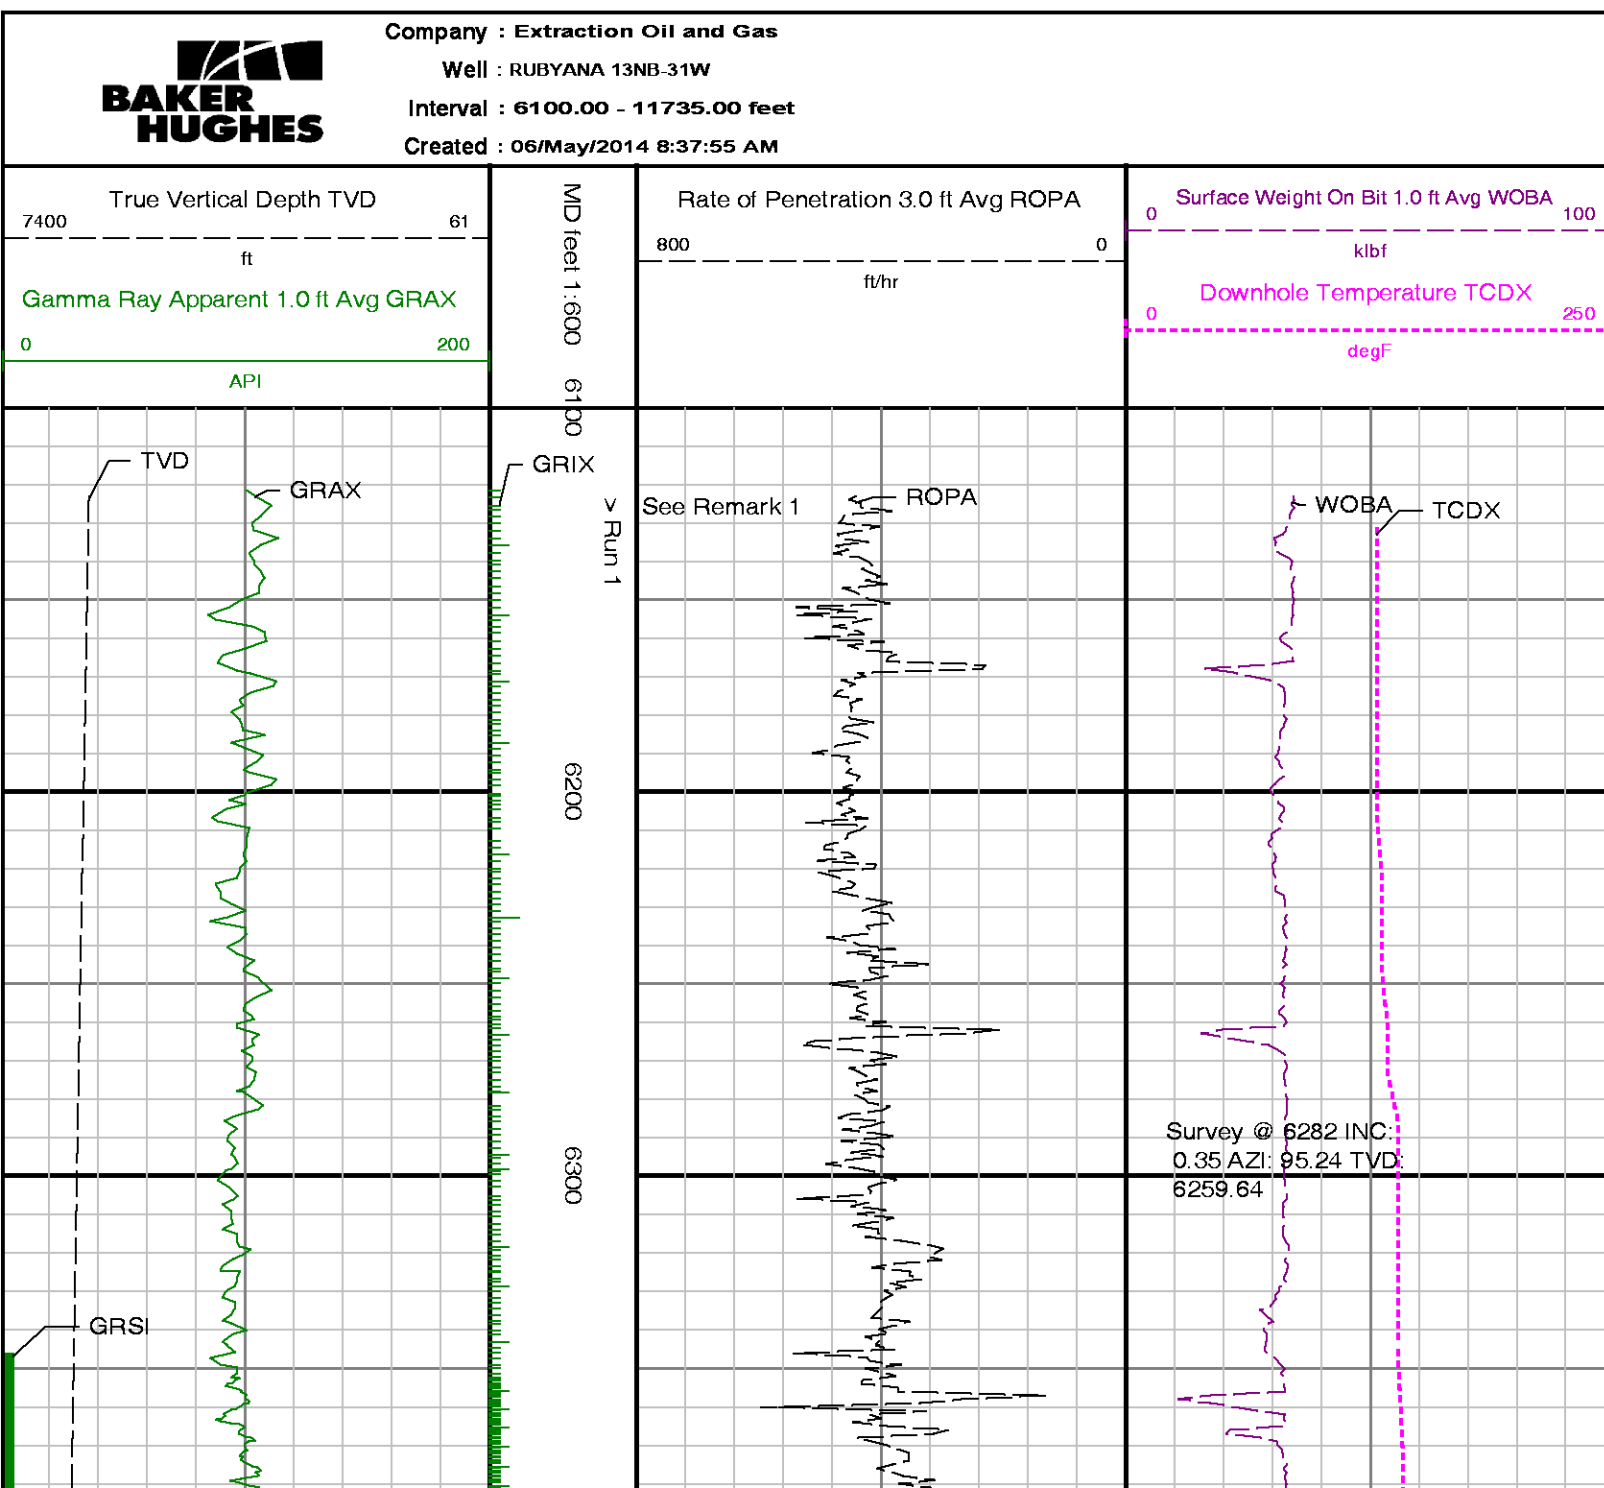 BAKER
HUGHES
Company : Extraction Oil and Gas
Well : RUBYANA 13NB-31W
Interval : 6100.00 - 11735.00 feet
Created : 06/May/2014 8:37:55 AM
True Vertical Depth TVD
7400 61
ft
Gamma Ray Apparent 1.0 ft Avg GRAX
0 200
API
MD feet 1:600
Rate of Penetration 3.0 ft Avg ROPA
800 0
ft/hr
Surface Weight On Bit 1.0 ft Avg WOBA
0 100
klbf
Downhole Temperature TCDX
0 250
degF
6100
TVD
GRAX
GRIX
> Run 1
See Remark 1
ROPA
WOBA
TCDX
6200
6300
Survey @ 6282 INC:
0.35 AZI: 95.24 TVD:
6259.64
GRSI